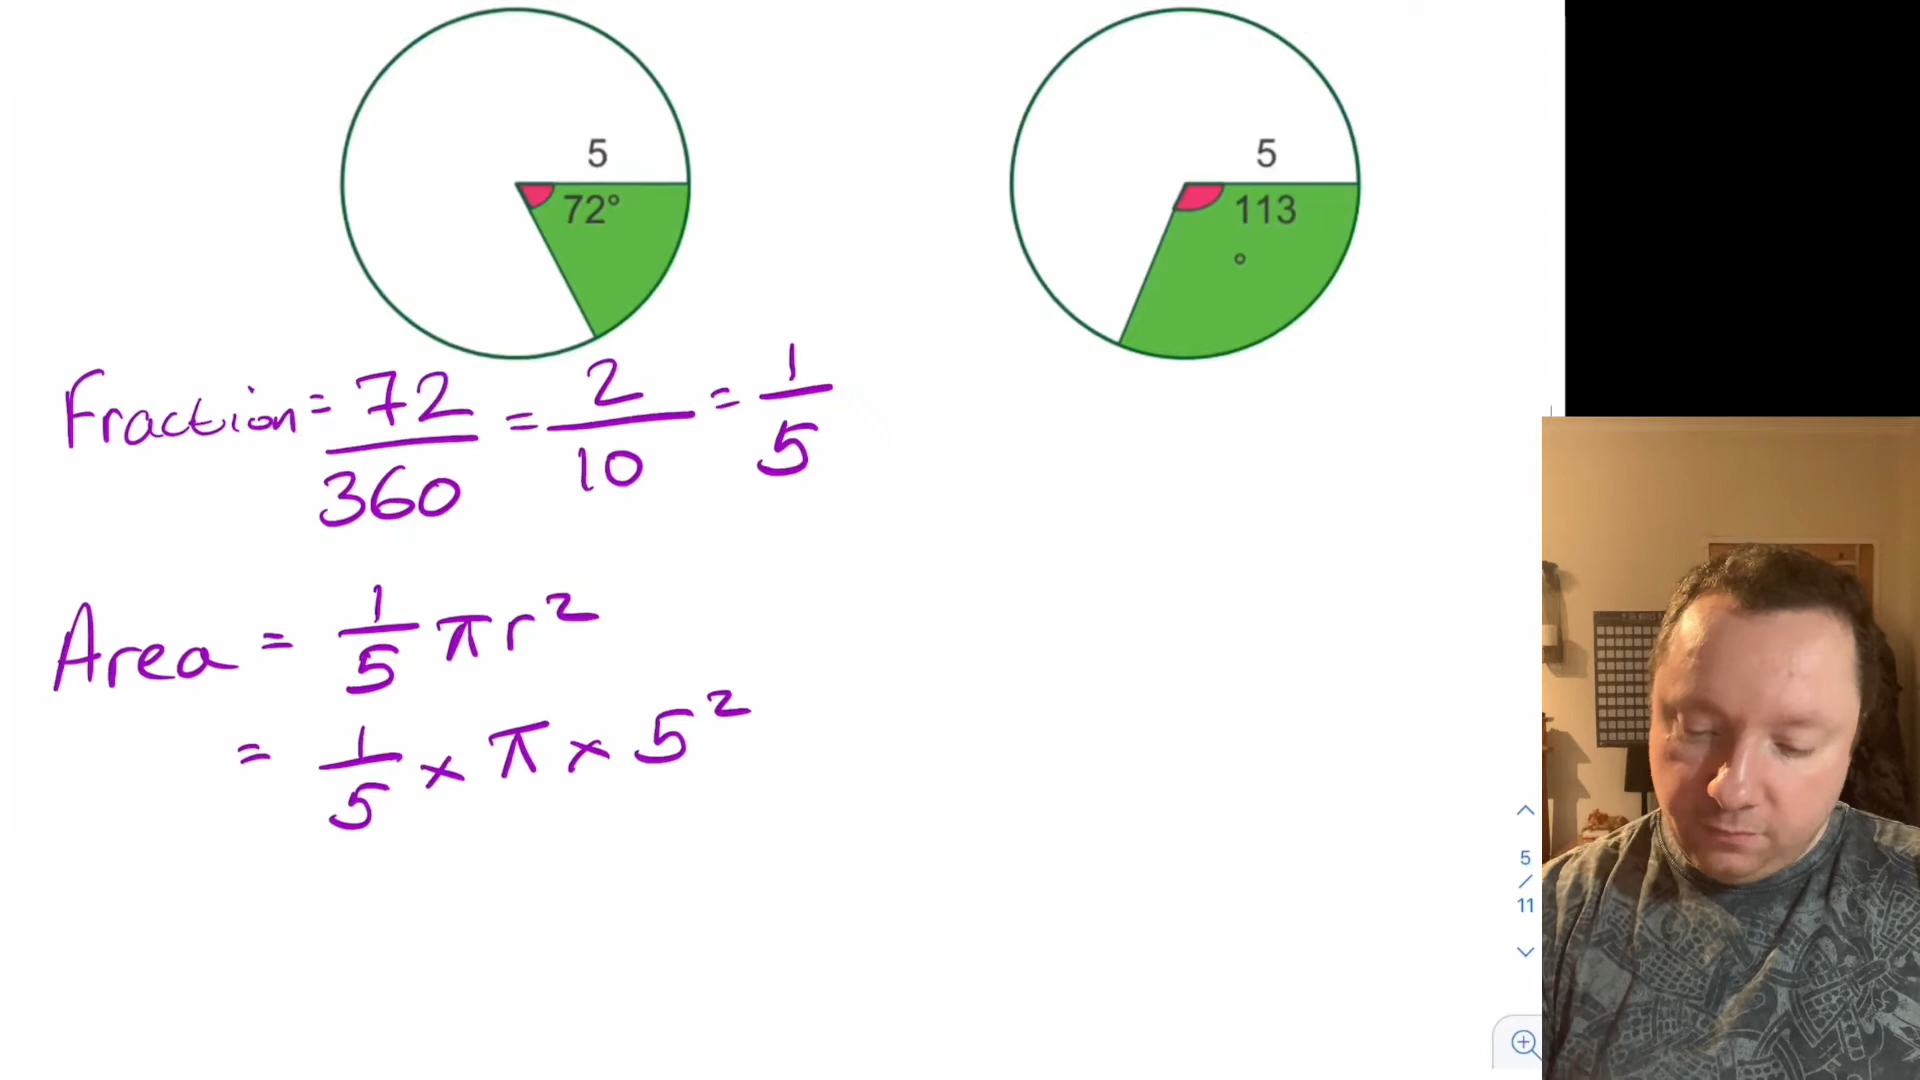 5
72°
5
113
°
Fraction = 72/360 = 2/10 = 1/5
Area = 1/5 πr²
= 1/5 × π × 5²
5
/
11